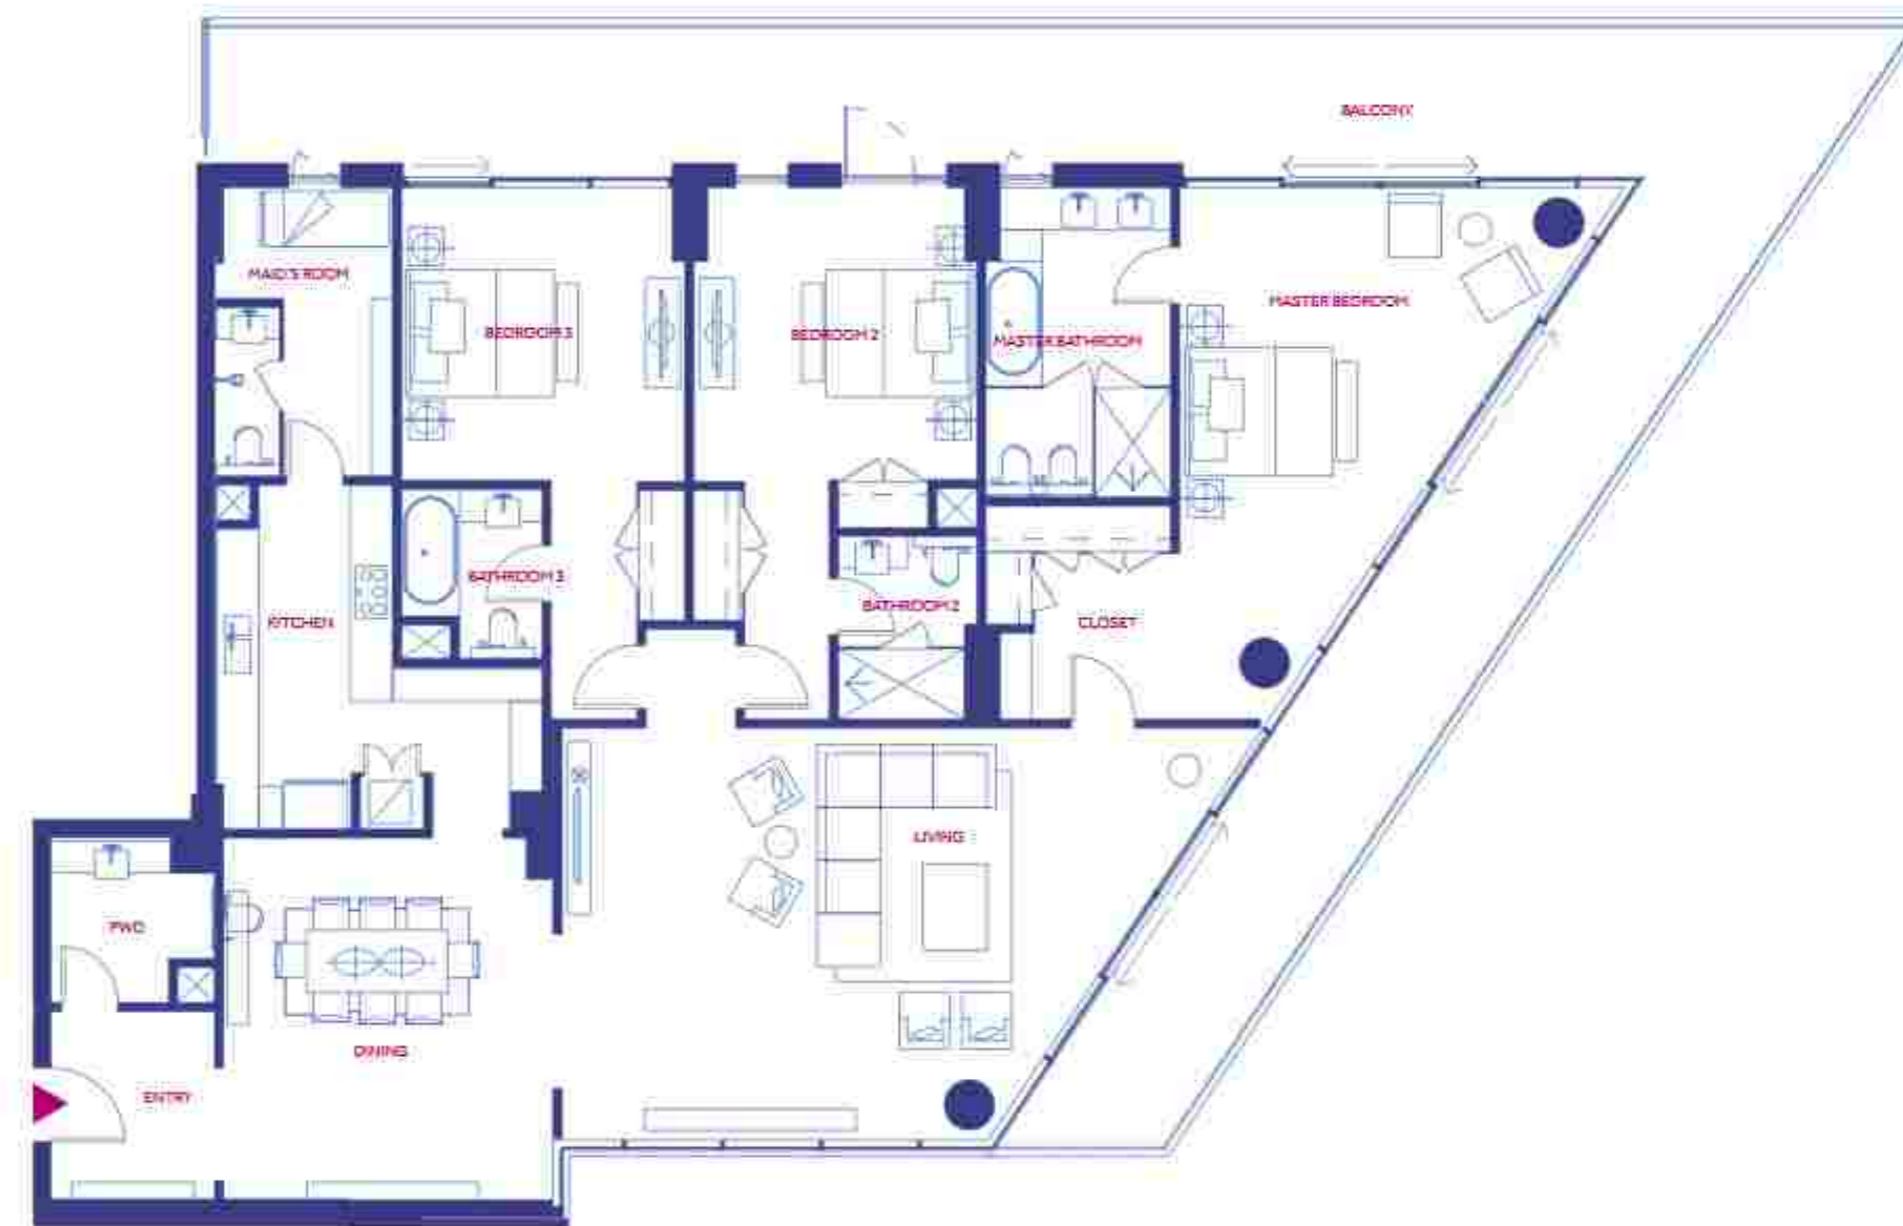 BALCONY
MAID'S ROOM
BEDROOM 3
BEDROOM 2
MASTER BATHROOM
MASTER BEDROOM
KITCHEN
BATHROOM 3
BATHROOM 2
CLOSET
LIVING
PWD
DINING
ENTRY